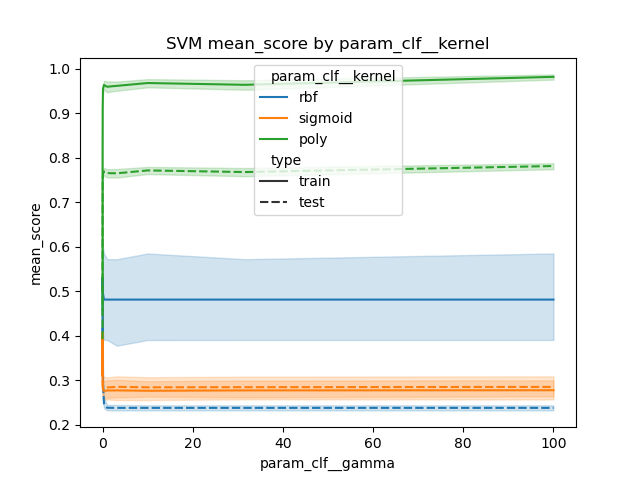 SVM mean_score by param_clf__kernel
1.0
0.9
0.8
0.7
0.6
0.5
0.4
0.3
0.2
mean_score
param_clf__kernel
rbf
sigmoid
poly
type
train
test
0 20 40 60 80 100
param_clf__gamma